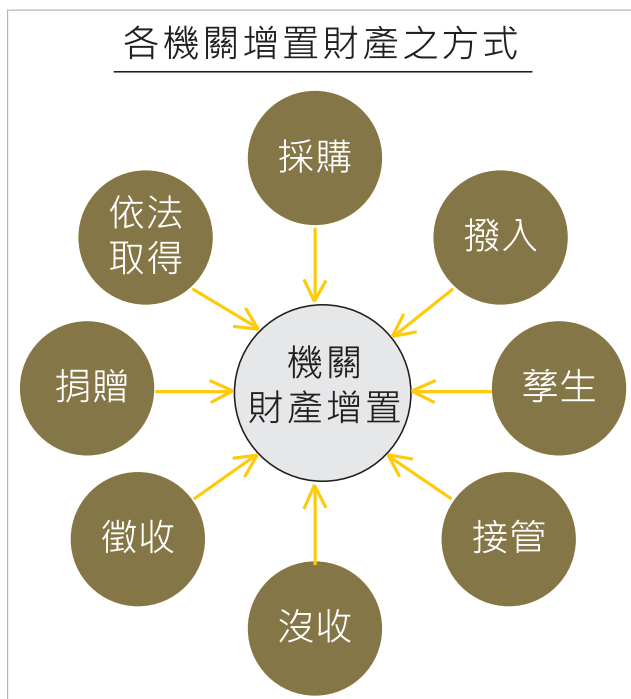 各機關增置財產之方式
採購
撥入
孳生
接管
沒收
徵收
捐贈
依法
取得
機關
財產增置